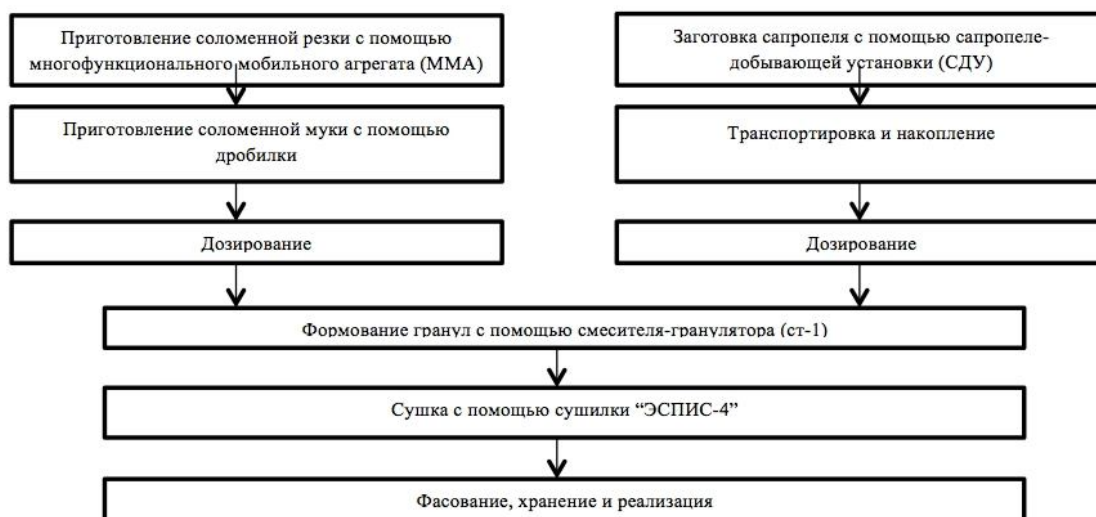 Приготовление соломенной резки с помощью
многофункционального мобильного агрегата (ММА)
Заготовка сапропеля с помощью сапропеле-
добывающей установки (СДУ)
Приготовление соломенной муки с помощью
дробилки
Транспортировка и накопление
Дозирование
Дозирование
Формование гранул с помощью смесителя-гранулятора (ст-1)
Сушка с помощью сушилки “ЭСПИС-4”
Фасование, хранение и реализация